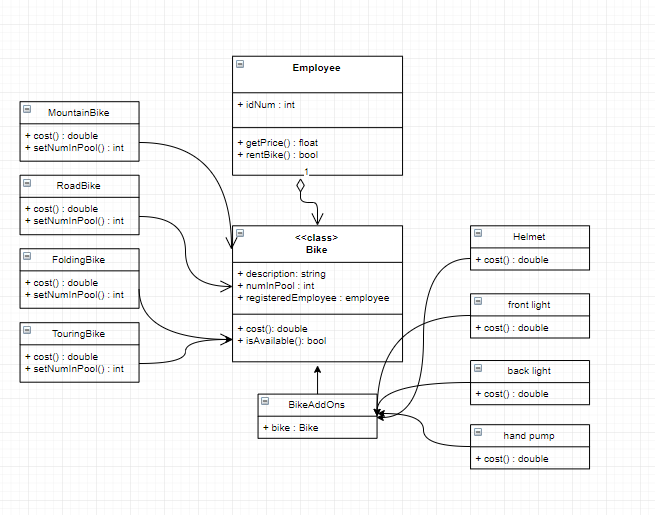 Employee
+ idNum : int
+ getPrice() : float
+ rentBike() : bool
1
MountainBike
+ cost() : double
+ setNumInPool() : int
RoadBike
+ cost() : double
+ setNumInPool() : int
FoldingBike
+ cost() : double
+ setNumInPool() : int
TouringBike
+ cost() : double
+ setNumInPool() : int
<<class>>
Bike
+ description: string
+ numInPool : int
+ registeredEmployee : employee
+ cost(): double
+ isAvailable(): bool
BikeAddOns
+ bike : Bike
Helmet
+ cost() : double
front light
+ cost() : double
back light
+ cost() : double
hand pump
+ cost() : double